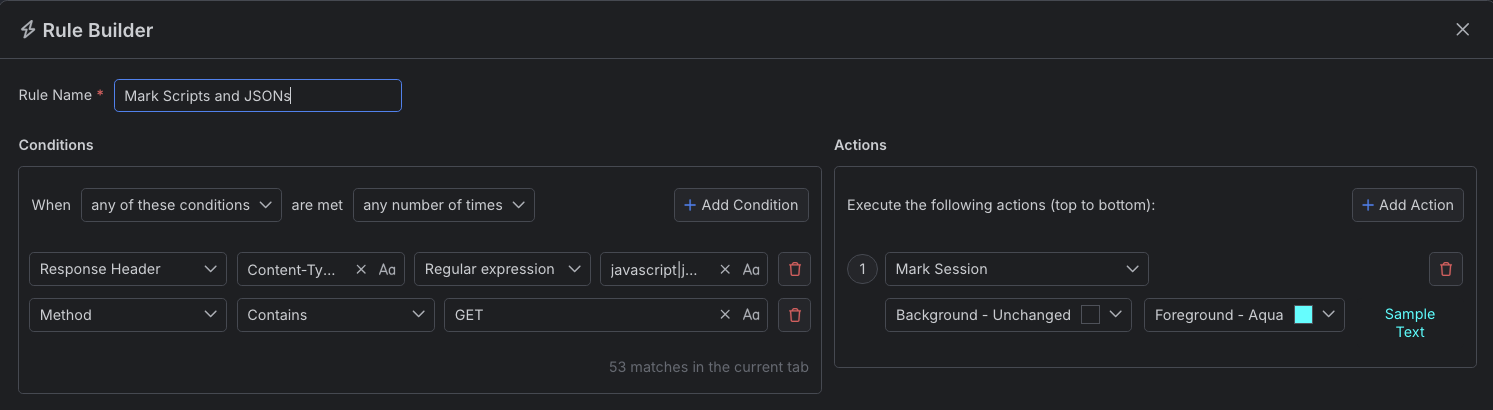 Rule Builder
Rule Name *
Mark Scripts and JSONs
Conditions
When any of these conditions are met any number of times + Add Condition
Response Header Content-Ty... × Aa Regular expression javascript|j... × Aa
Method Contains GET × Aa
53 matches in the current tab
Actions
Execute the following actions (top to bottom): + Add Action
1 Mark Session
Background - Unchanged Foreground - Aqua Sample
Text